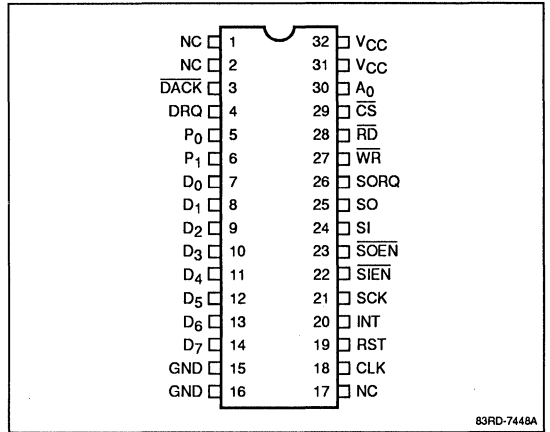 NC 1 32 VCC
NC 2 31 VCC
DACK 3 30 A0
DRQ 4 29 CS
P0 5 28 RD
P1 6 27 WR
D0 7 26 SORQ
D1 8 25 SO
D2 9 24 SI
D3 10 23 SOEN
D4 11 22 SIEN
D5 12 21 SCK
D6 13 20 INT
D7 14 19 RST
GND 15 18 CLK
GND 16 17 NC
83RD-7448A